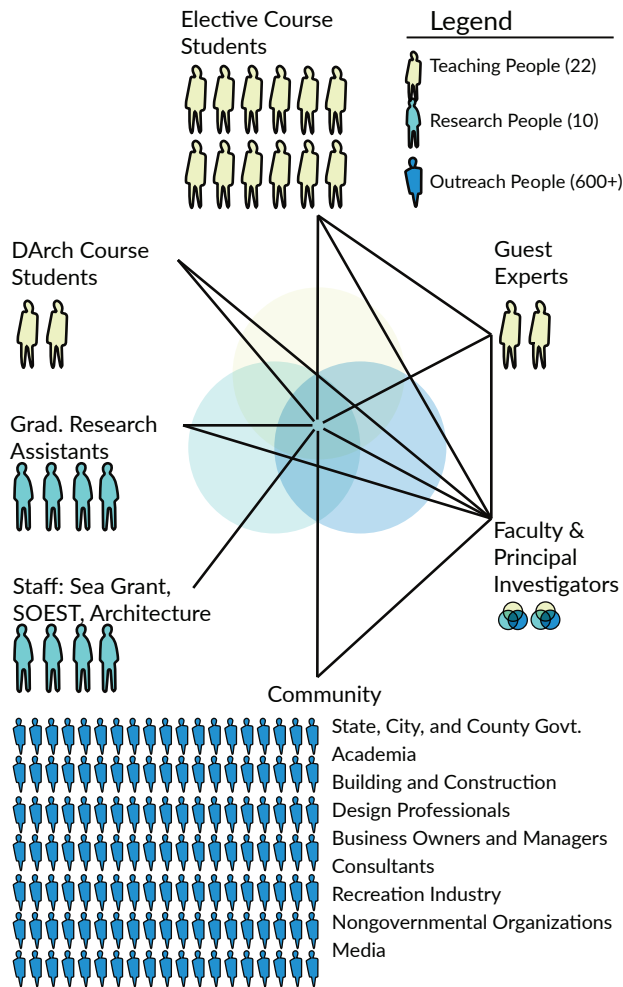 Elective Course
Students
Legend
Teaching People (22)
Research People (10)
Outreach People (600+)
DArch Course
Students
Guest
Experts
Grad. Research
Assistants
Faculty &
Principal
Investigators
Staff: Sea Grant,
SOEST, Architecture
Community
State, City, and County Govt.
Academia
Building and Construction
Design Professionals
Business Owners and Managers
Consultants
Recreation Industry
Nongovernmental Organizations
Media